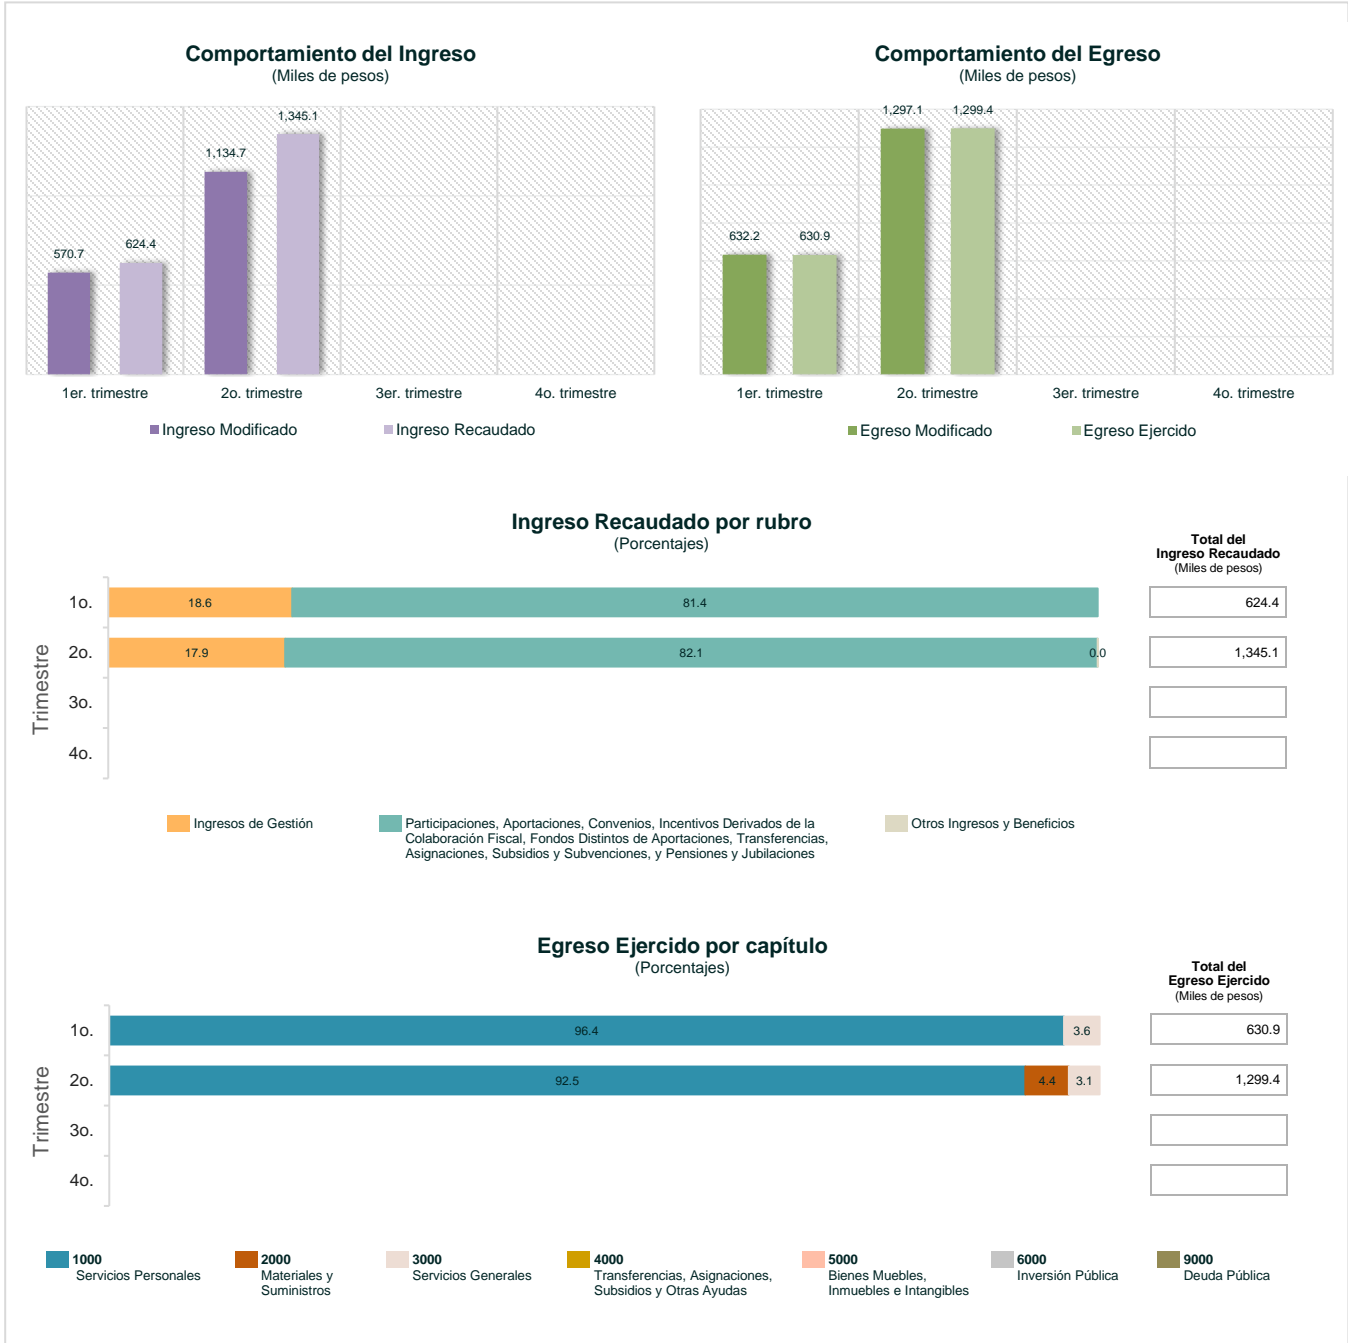 Comportamiento del Ingreso
(Miles de pesos)
1,345.1
1,134.7
624.4
570.7
1er. trimestre
2o. trimestre
3er. trimestre
4o. trimestre
Ingreso Modificado
Ingreso Recaudado
Comportamiento del Egreso
(Miles de pesos)
1,297.1
1,299.4
632.2
630.9
1er. trimestre
2o. trimestre
3er. trimestre
4o. trimestre
Egreso Modificado
Egreso Ejercido
Ingreso Recaudado por rubro
(Porcentajes)
Total del
Ingreso Recaudado
(Miles de pesos)
Trimestre
1o.
18.6
81.4
624.4
2o.
17.9
82.1
0.0
1,345.1
3o.
4o.
Ingresos de Gestión
Participaciones, Aportaciones, Convenios, Incentivos Derivados de la
Colaboración Fiscal, Fondos Distintos de Aportaciones, Transferencias,
Asignaciones, Subsidios y Subvenciones, y Pensiones y Jubilaciones
Otros Ingresos y Beneficios
Egreso Ejercido por capítulo
(Porcentajes)
Total del
Egreso Ejercido
(Miles de pesos)
Trimestre
1o.
96.4
3.6
630.9
2o.
92.5
4.4
3.1
1,299.4
3o.
4o.
1000
Servicios Personales
2000
Materiales y
Suministros
3000
Servicios Generales
4000
Transferencias, Asignaciones,
Subsidios y Otras Ayudas
5000
Bienes Muebles,
Inmuebles e Intangibles
6000
Inversión Pública
9000
Deuda Pública